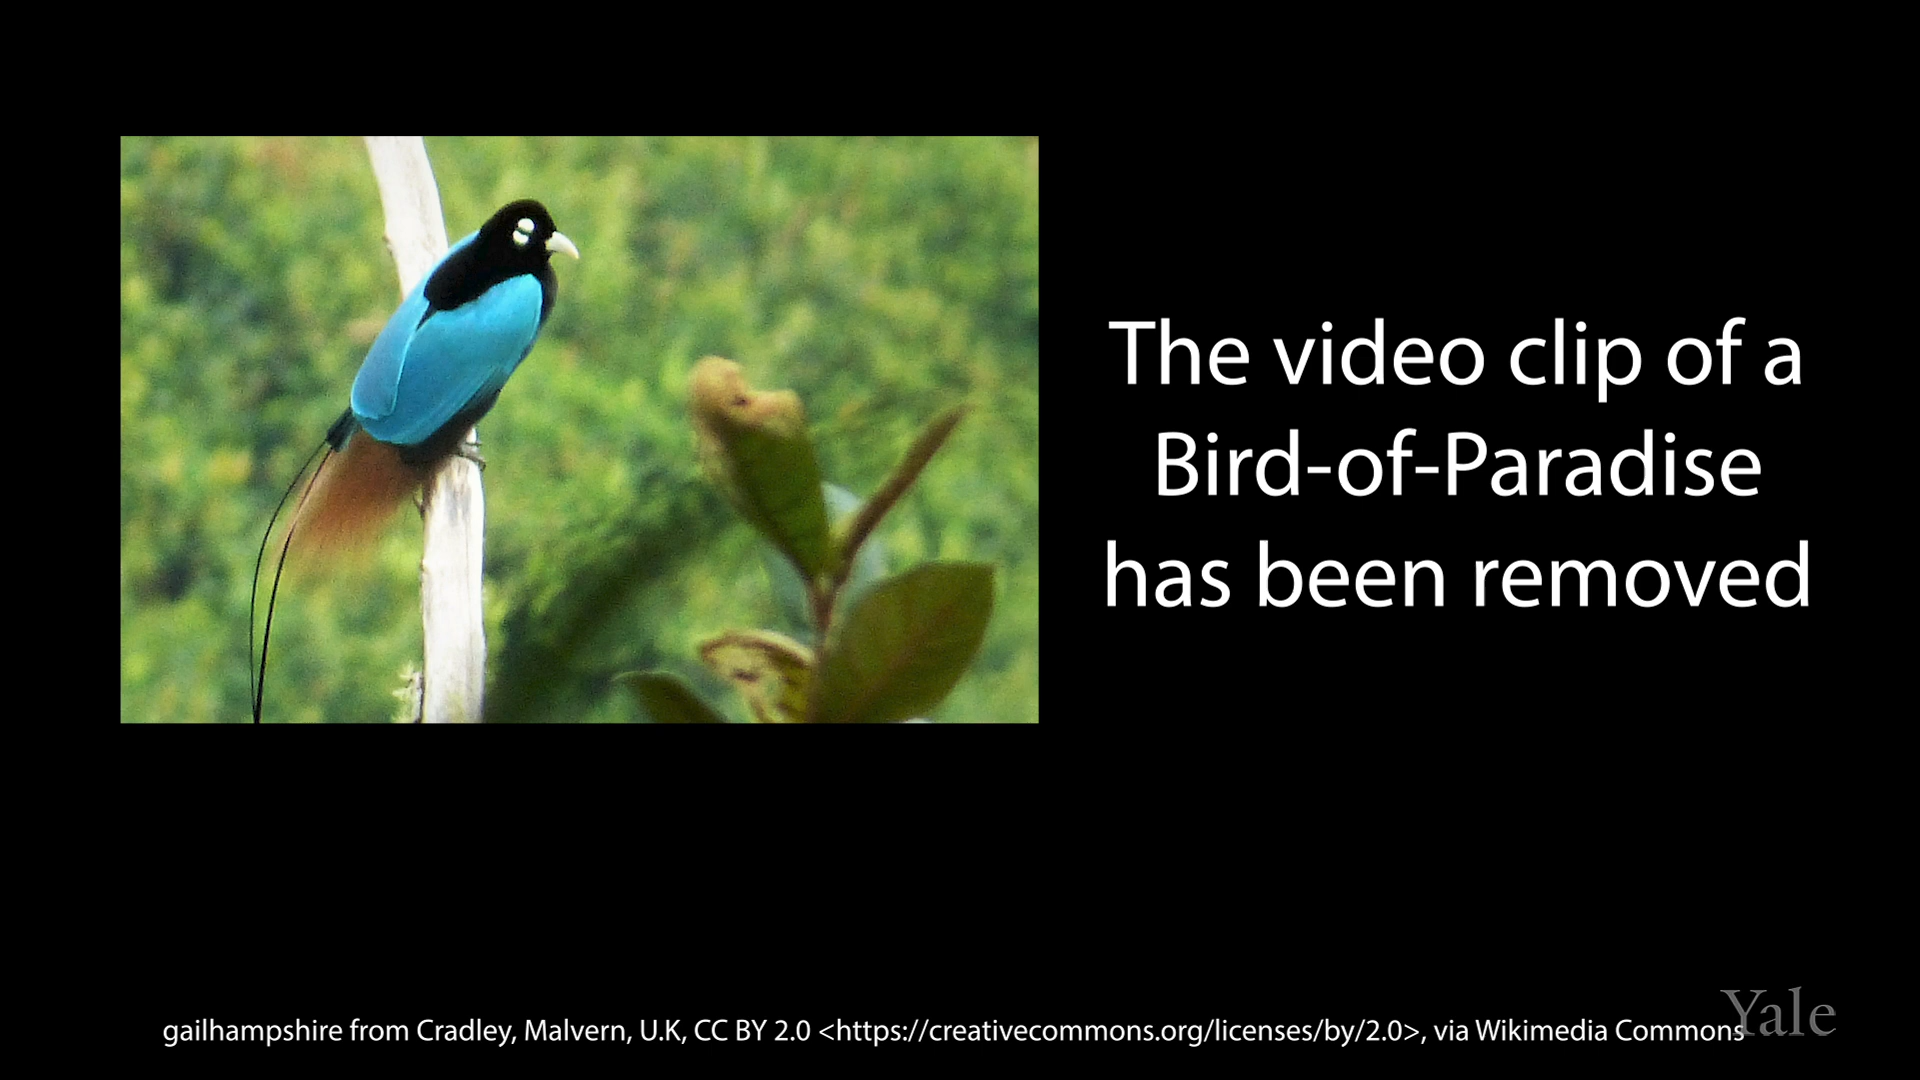 The video clip of a
Bird-of-Paradise
has been removed
gailhampshire from Cradley, Malvern, U.K, CC BY 2.0 <https://creativecommons.org/licenses/by/2.0>, via Wikimedia Commons
Yale